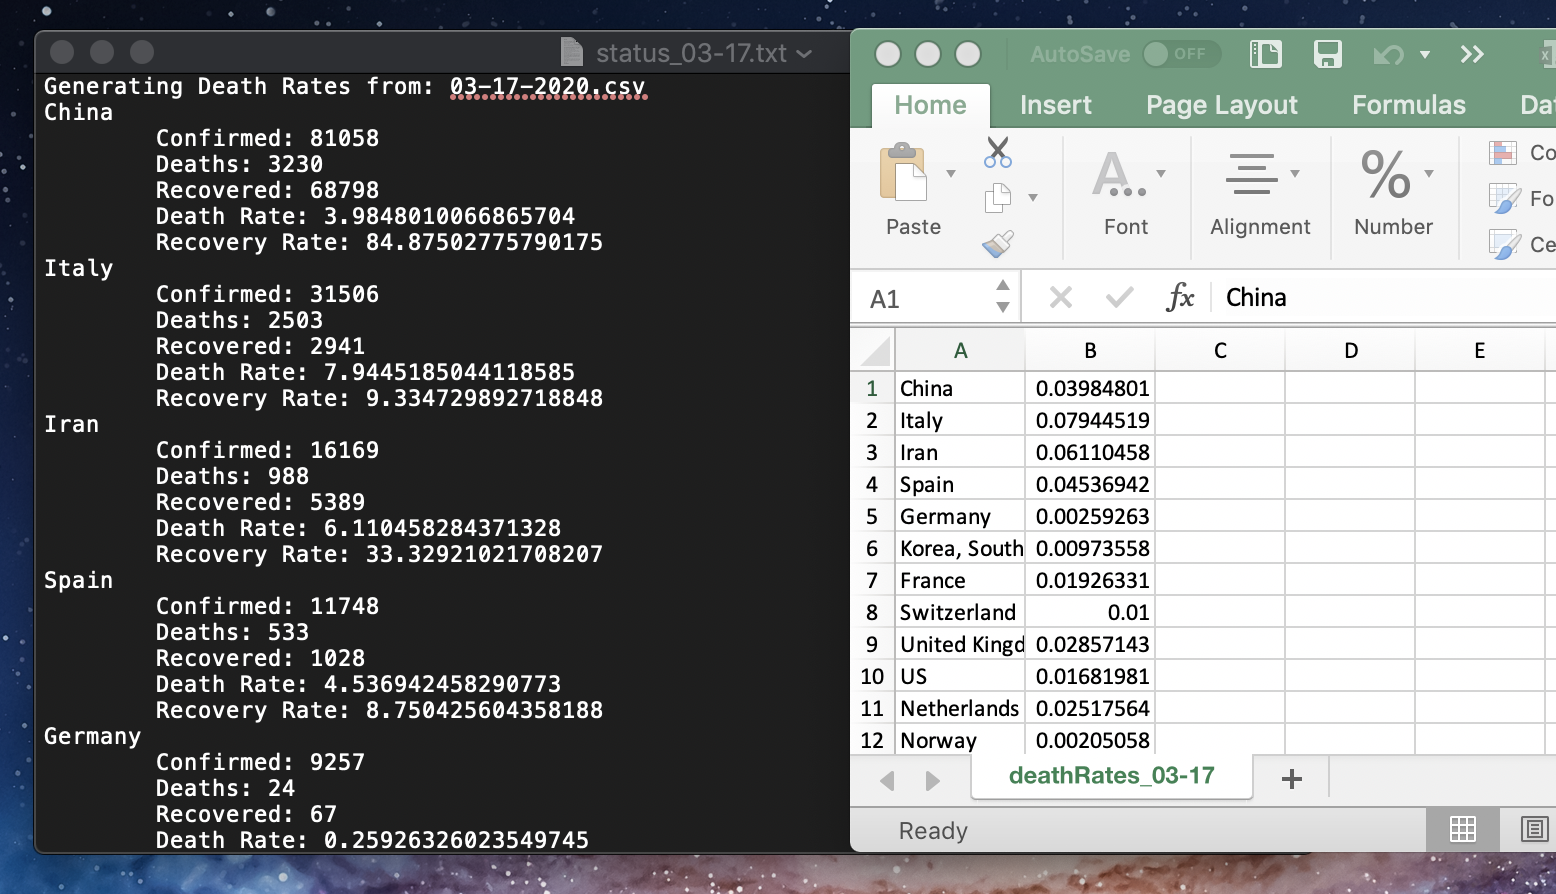 status_03-17.txt
Generating Death Rates from: 03-17-2020.csv
China
Confirmed: 81058
Deaths: 3230
Recovered: 68798
Death Rate: 3.9848010066865704
Recovery Rate: 84.87502775790175
Italy
Confirmed: 31506
Deaths: 2503
Recovered: 2941
Death Rate: 7.9445185044118585
Recovery Rate: 9.334729892718848
Iran
Confirmed: 16169
Deaths: 988
Recovered: 5389
Death Rate: 6.110458284371328
Recovery Rate: 33.32921021708207
Spain
Confirmed: 11748
Deaths: 533
Recovered: 1028
Death Rate: 4.536942458290773
Recovery Rate: 8.750425604358188
Germany
Confirmed: 9257
Deaths: 24
Recovered: 67
Death Rate: 0.25926326023549745
AutoSave OFF
Home Insert Page Layout Formulas Da
Paste Font Alignment % Number Co
Fo
Ce
A1 fx China
A B C D E
1 China 0.03984801
2 Italy 0.07944519
3 Iran 0.06110458
4 Spain 0.04536942
5 Germany 0.00259263
6 Korea, South 0.00973558
7 France 0.01926331
8 Switzerland 0.01
9 United Kingd 0.02857143
10 US 0.01681981
11 Netherlands 0.02517564
12 Norway 0.00205058
deathRates_03-17 +
Ready